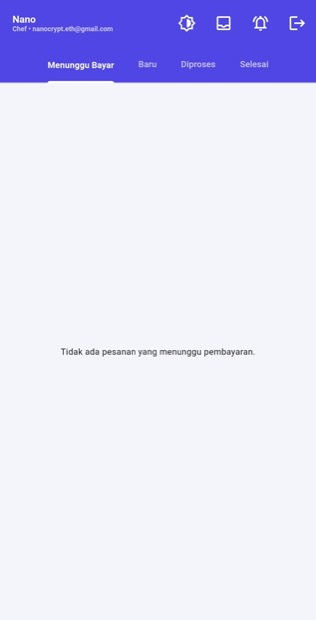 Nano
Chef • nanocrypt.eth@gmail.com
Menunggu Bayar Baru Diproses Selesai
Tidak ada pesanan yang menunggu pembayaran.